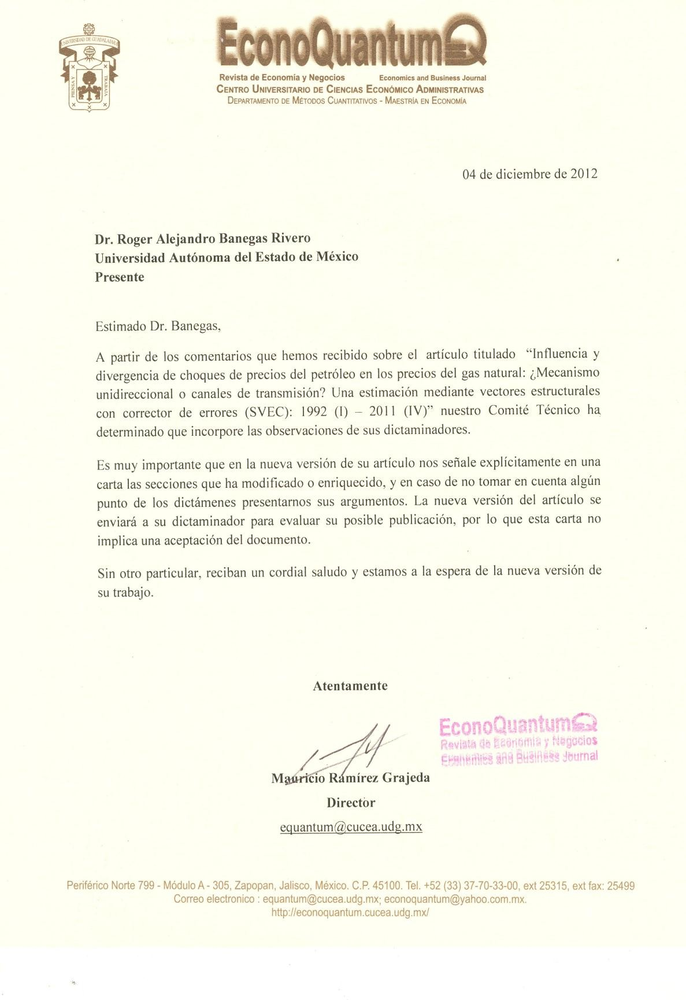 UNIVERSIDAD DE GUADALAJARA
PIENSA Y
TRABAJA
EconoQuantum
Revista de Economía y Negocios Economics and Business Journal
CENTRO UNIVERSITARIO DE CIENCIAS ECONÓMICO ADMINISTRATIVAS
DEPARTAMENTO DE MÉTODOS CUANTITATIVOS - MAESTRÍA EN ECONOMÍA
04 de diciembre de 2012
Dr. Roger Alejandro Banegas Rivero
Universidad Autónoma del Estado de México
Presente
Estimado Dr. Banegas,
A partir de los comentarios que hemos recibido sobre el artículo titulado “Influencia y
divergencia de choques de precios del petróleo en los precios del gas natural: ¿Mecanismo
unidireccional o canales de transmisión? Una estimación mediante vectores estructurales
con corrector de errores (SVEC): 1992 (I) – 2011 (IV)” nuestro Comité Técnico ha
determinado que incorpore las observaciones de sus dictaminadores.
Es muy importante que en la nueva versión de su artículo nos señale explícitamente en una
carta las secciones que ha modificado o enriquecido, y en caso de no tomar en cuenta algún
punto de los dictámenes presentarnos sus argumentos. La nueva versión del artículo se
enviará a su dictaminador para evaluar su posible publicación, por lo que esta carta no
implica una aceptación del documento.
Sin otro particular, reciban un cordial saludo y estamos a la espera de la nueva versión de
su trabajo.
Atentamente
EconoQuantum
Revista de Economía y Negocios
Economics and Business Journal
Mauricio Ramírez Grajeda
Director
equantum@cucea.udg.mx
Periférico Norte 799 - Módulo A - 305, Zapopan, Jalisco, México. C.P. 45100. Tel. +52 (33) 37-70-33-00, ext 25315, ext fax: 25499
Correo electronico : equantum@cucea.udg.mx; econoquantum@yahoo.com.mx.
http://econoquantum.cucea.udg.mx/